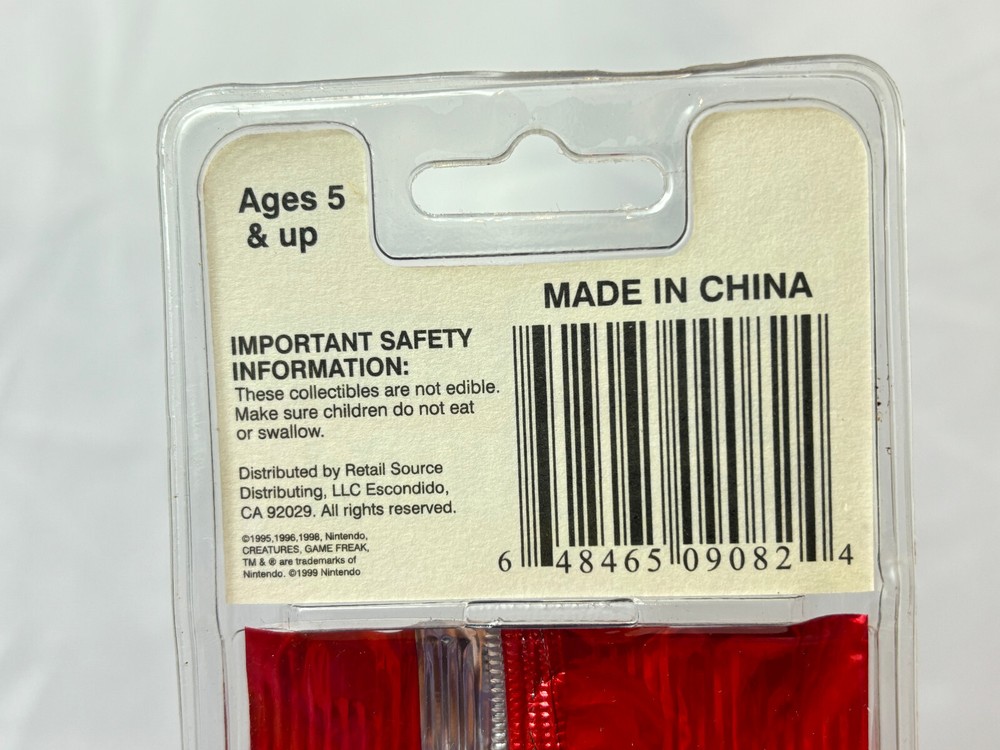 Ages 5
& up
MADE IN CHINA
IMPORTANT SAFETY
INFORMATION:
These collectibles are not edible.
Make sure children do not eat
or swallow.
Distributed by Retail Source
Distributing, LLC Escondido,
CA 92029. All rights reserved.
©1995,1996,1998, Nintendo,
CREATURES, GAME FREAK,
TM & ® are trademarks of
Nintendo. ©1999 Nintendo
6 48465 09082 4